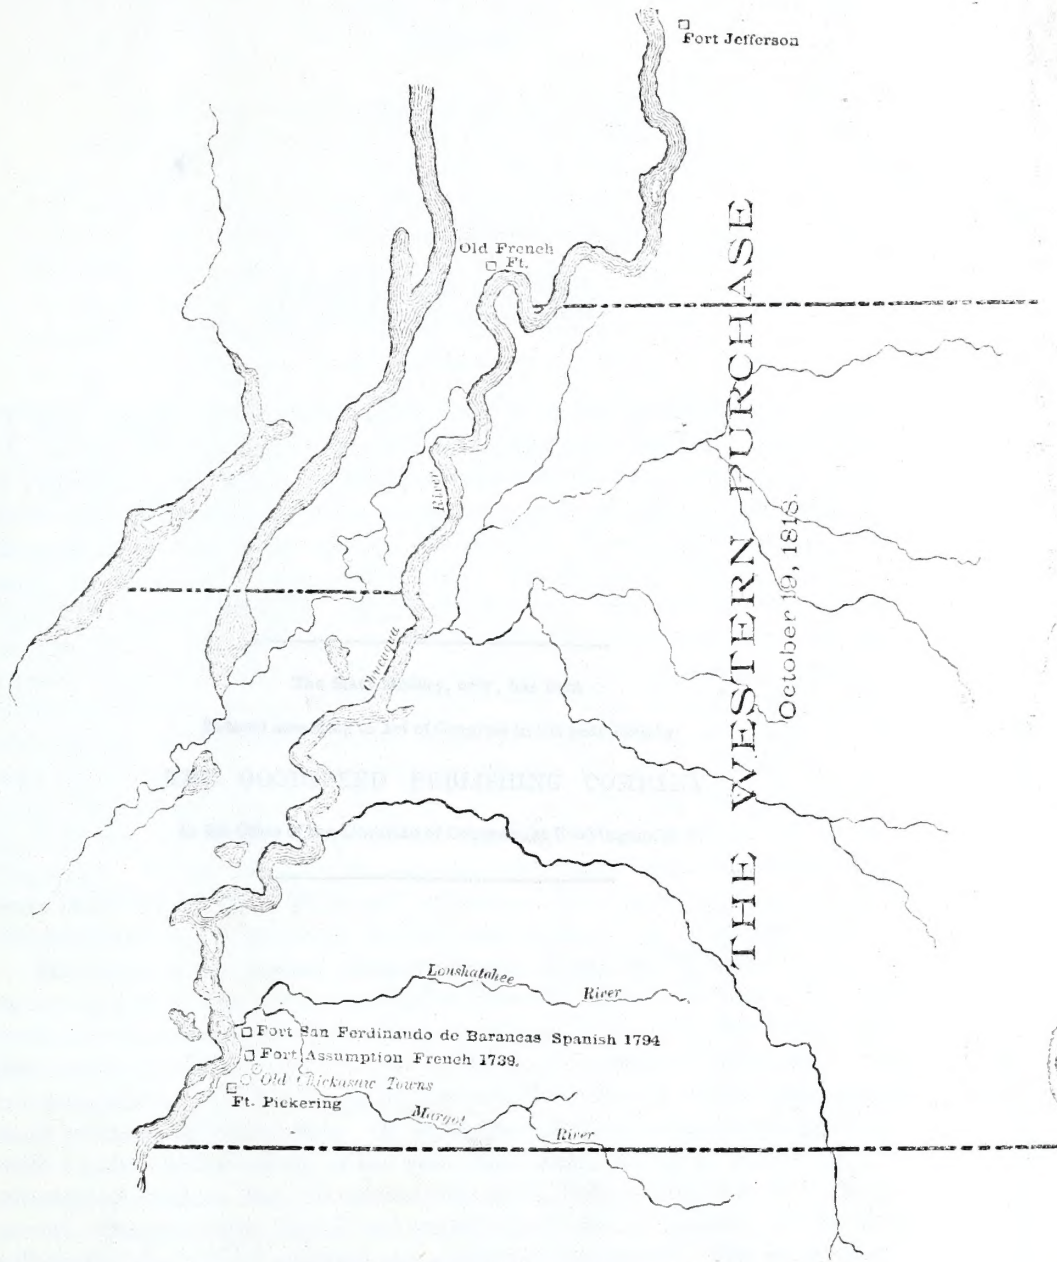 Fort Jefferson
Old French
Ft.
THE WESTERN PURCHASE
October 19, 1818.
River
Chucagua
Loushatchee River
Fort San Ferdinando de Barancas Spanish 1794
Fort Assumption French 1739.
Old Chickasaw Towns
Ft. Pickering
Margot River